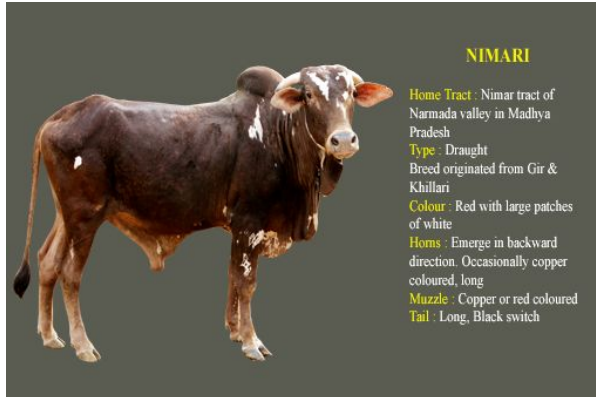 NIMARI
Home Tract : Nimar tract of
Narmada valley in Madhya
Pradesh
Type : Draught
Breed originated from Gir &
Khillari
Colour : Red with large patches
of white
Horns : Emerge in backward
direction. Occasionally copper
coloured, long
Muzzle : Copper or red coloured
Tail : Long, Black switch